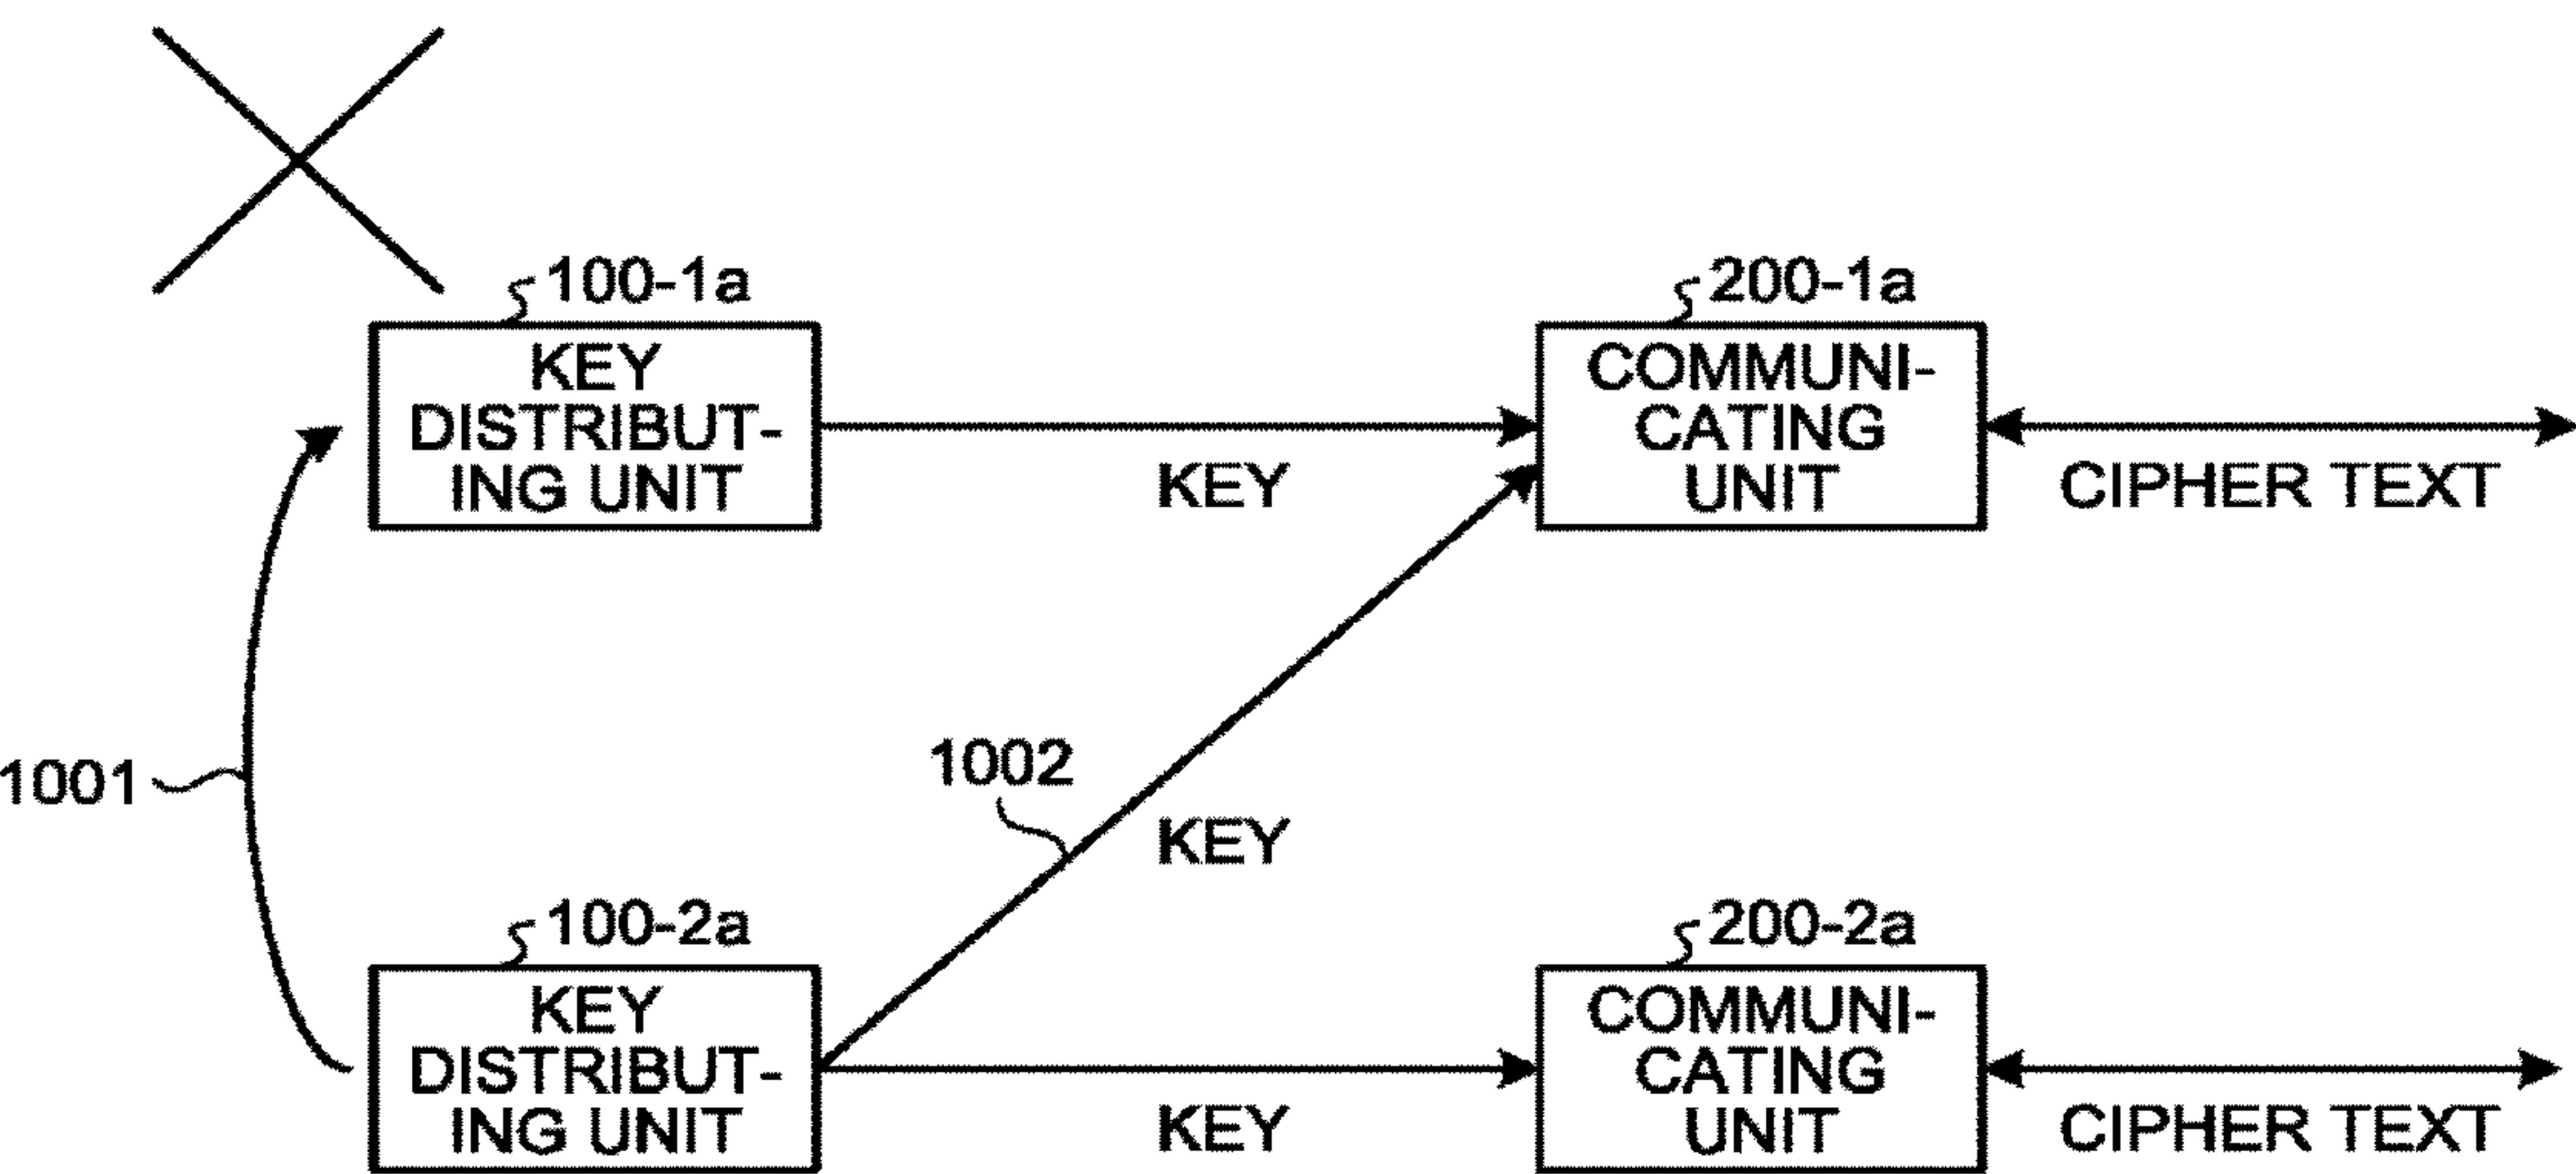 100-1a
200-1a
KEY
DISTRIBUT-
ING UNIT
COMMUNI-
CATING
UNIT
KEY
CIPHER TEXT
1001
1002
KEY
100-2a
200-2a
KEY
DISTRIBUT-
ING UNIT
COMMUNI-
CATING
UNIT
KEY
CIPHER TEXT